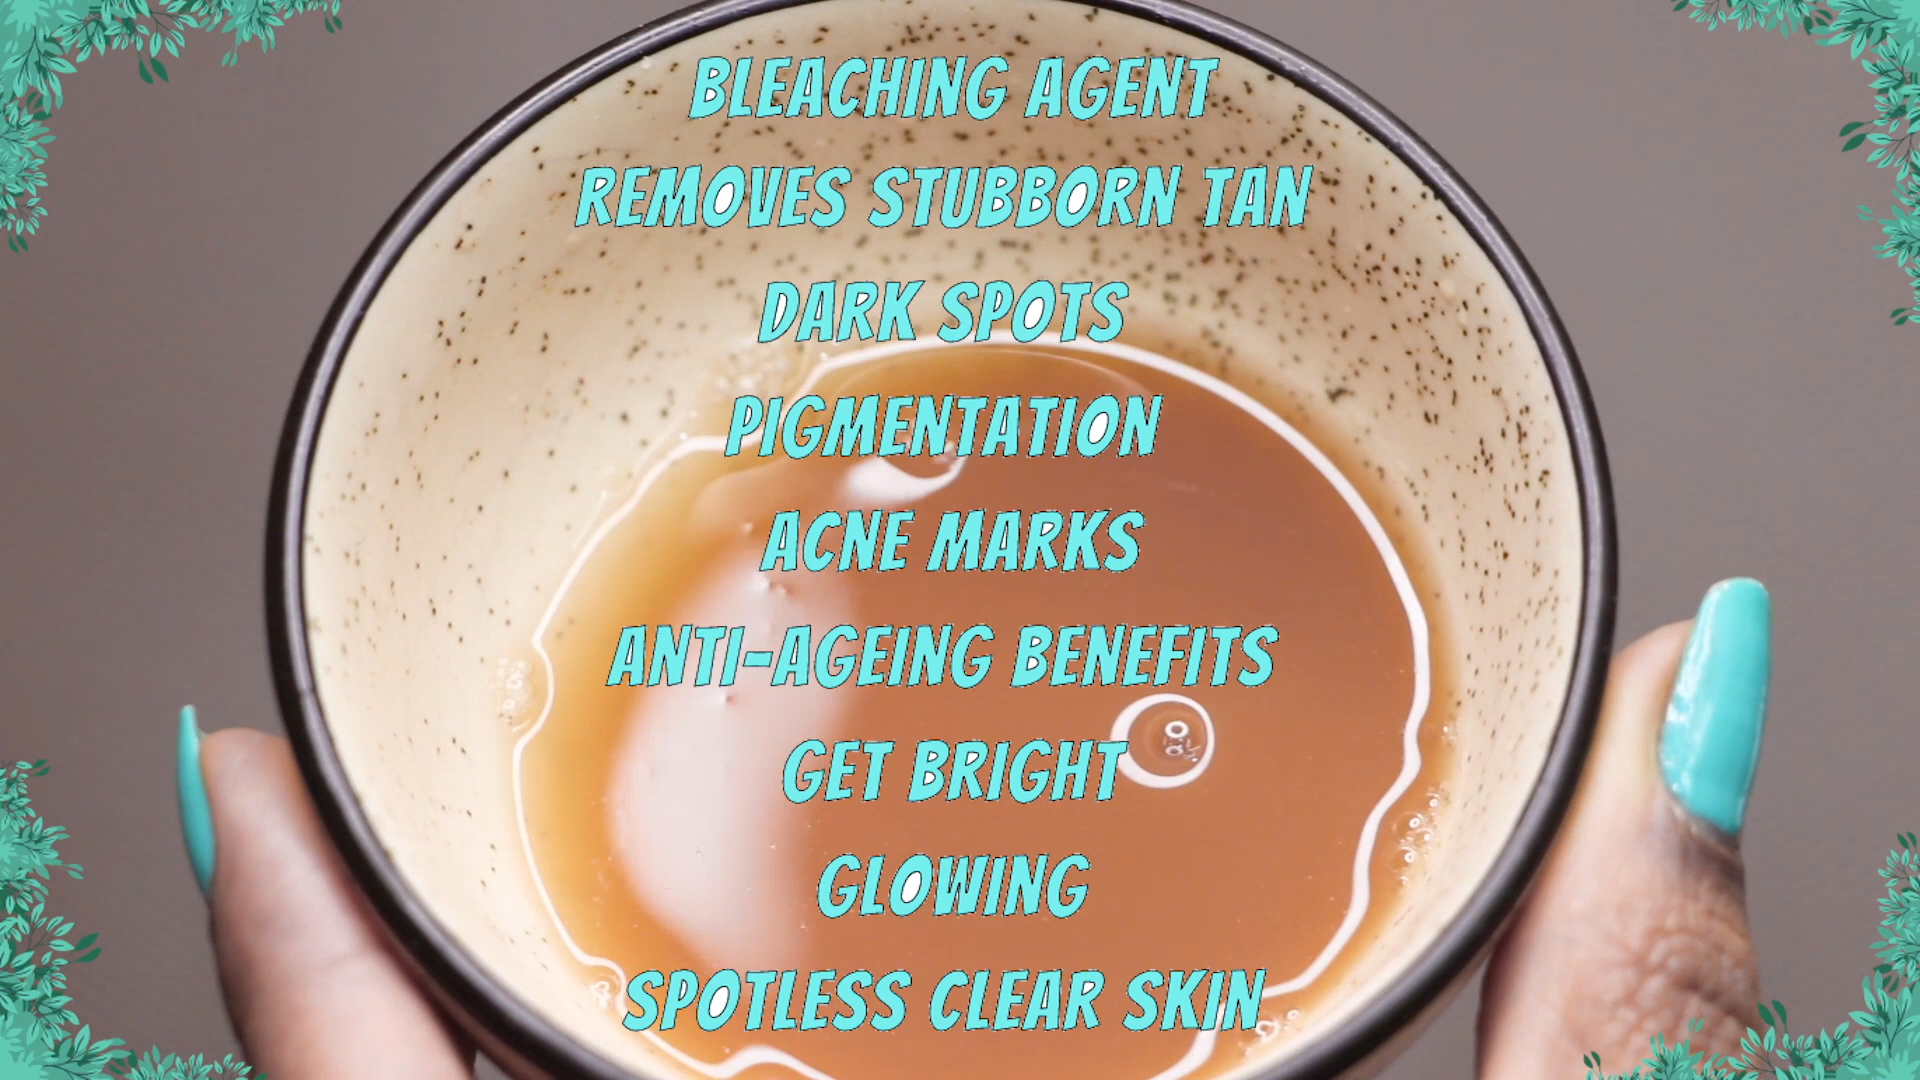 BLEACHING AGENT
REMOVES STUBBORN TAN
DARK SPOTS
PIGMENTATION
ACNE MARKS
ANTI-AGEING BENEFITS
GET BRIGHT
GLOWING
SPOTLESS CLEAR SKIN